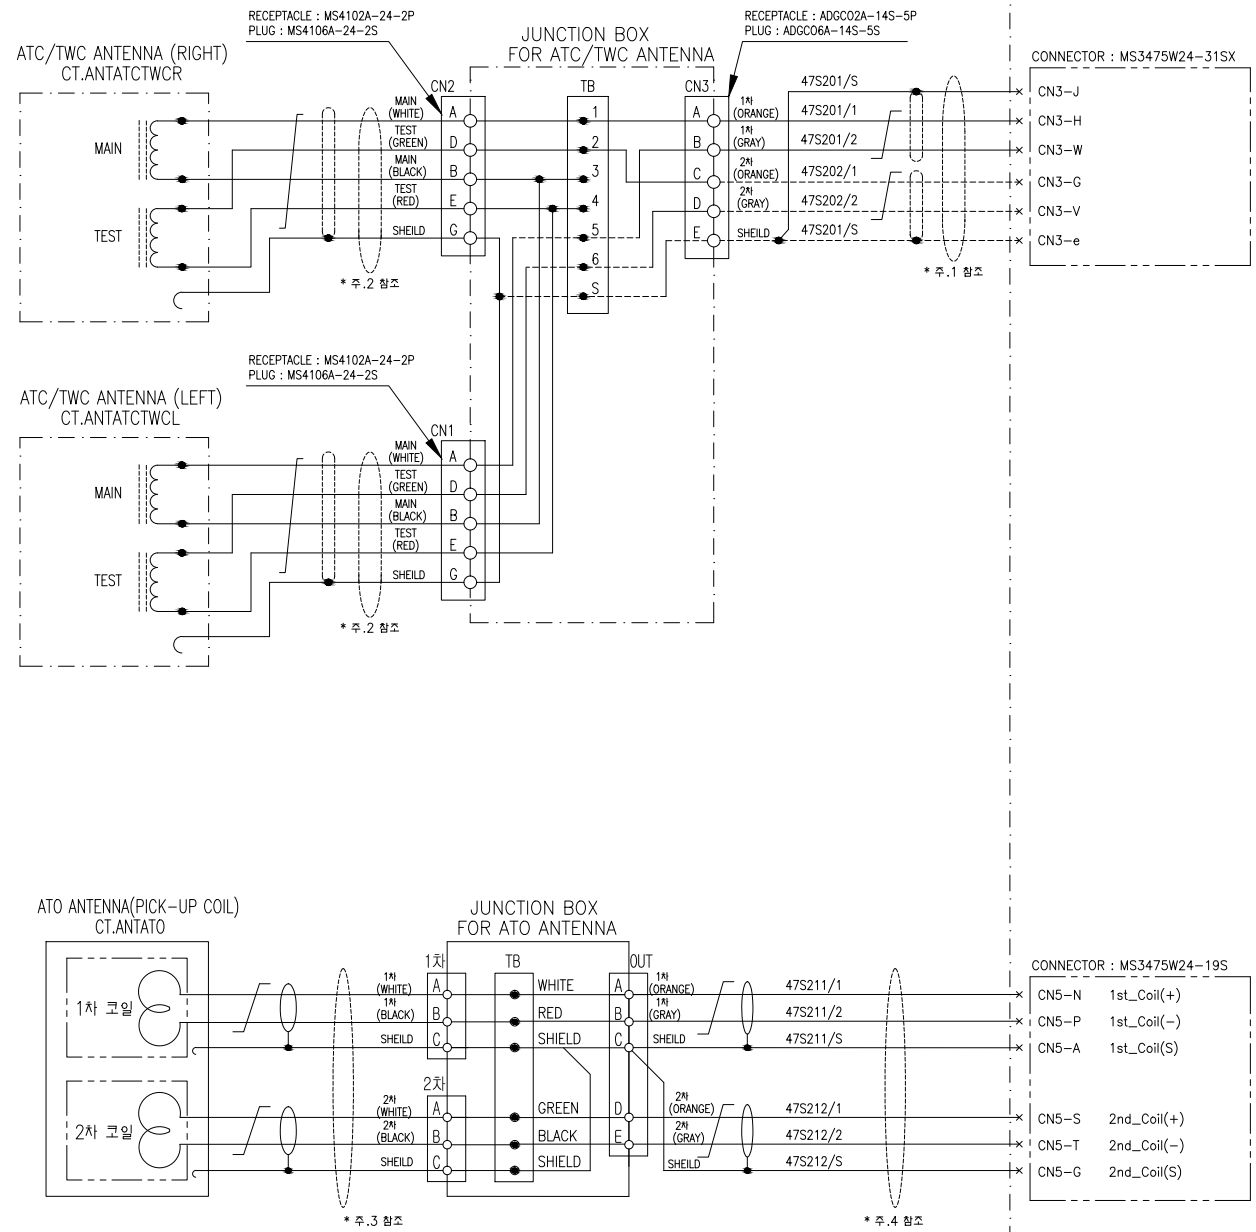 RECEPTACLE : MS4102A-24-2P
PLUG : MS4106A-24-2S
RECEPTACLE : ADGC02A-14S-5P
PLUG : ADGC06A-14S-5S
JUNCTION BOX
FOR ATC/TWC ANTENNA
ATC/TWC ANTENNA (RIGHT)
CT.ANTATCTWCR
CONNECTOR : MS3475W24-31SX
CN2
TB
CN3
MAIN
(WHITE)
A
1
A
1차
(ORANGE)
47S201/S
CN3-J
47S201/1
CN3-H
MAIN
TEST
(GREEN)
D
2
B
1차
(GRAY)
47S201/2
CN3-W
MAIN
(BLACK)
B
3
C
2차
(ORANGE)
47S202/1
CN3-G
TEST
(RED)
E
4
D
2차
(GRAY)
47S202/2
CN3-V
TEST
SHEILD
G
5
E
SHEILD
47S201/S
CN3-e
6
S
* 주.2 참조
* 주.1 참조
RECEPTACLE : MS4102A-24-2P
PLUG : MS4106A-24-2S
ATC/TWC ANTENNA (LEFT)
CT.ANTATCTWCL
CN1
MAIN
(WHITE)
A
MAIN
TEST
(GREEN)
D
MAIN
(BLACK)
B
TEST
(RED)
E
TEST
SHEILD
G
* 주.2 참조
ATO ANTENNA(PICK-UP COIL)
CT.ANTATO
JUNCTION BOX
FOR ATO ANTENNA
CONNECTOR : MS3475W24-19S
1차
TB
OUT
1차 코일
1차
(WHITE)
A
WHITE
A
1차
(ORANGE)
47S211/1
CN5-N 1st_Coil(+)
1차
(BLACK)
B
RED
B
1차
(GRAY)
47S211/2
CN5-P 1st_Coil(-)
SHEILD
C
SHIELD
C
SHEILD
47S211/S
CN5-A 1st_Coil(S)
2차
2차 코일
2차
(WHITE)
A
GREEN
D
2차
(ORANGE)
47S212/1
CN5-S 2nd_Coil(+)
2차
(BLACK)
B
BLACK
E
2차
(GRAY)
47S212/2
CN5-T 2nd_Coil(-)
SHEILD
C
SHIELD
SHEILD
47S212/S
CN5-G 2nd_Coil(S)
* 주.3 참조
* 주.4 참조